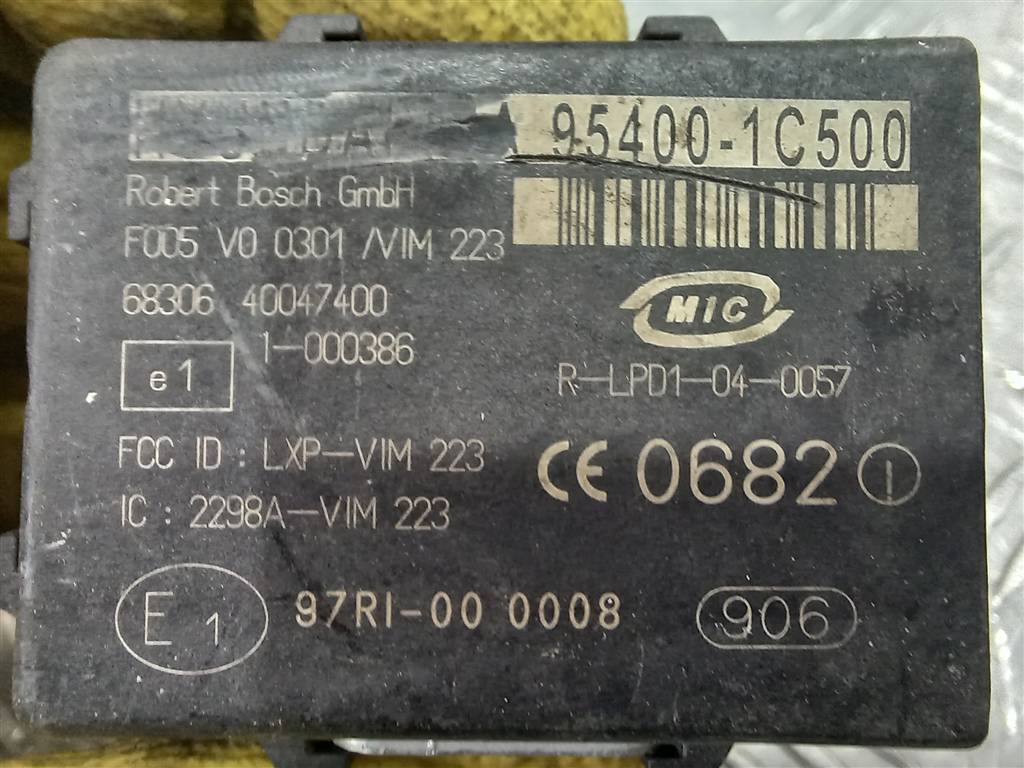 95400-1C500
Robert Bosch GmbH
F005 V0 0301 /VIM 223
68306 40047400
1-000386
MIC
e1
R-LPD1-04-0057
FCC ID : LXP-VIM 223
CE 0682
IC : 2298A-VIM 223
E 1
97RI-00 0008
906